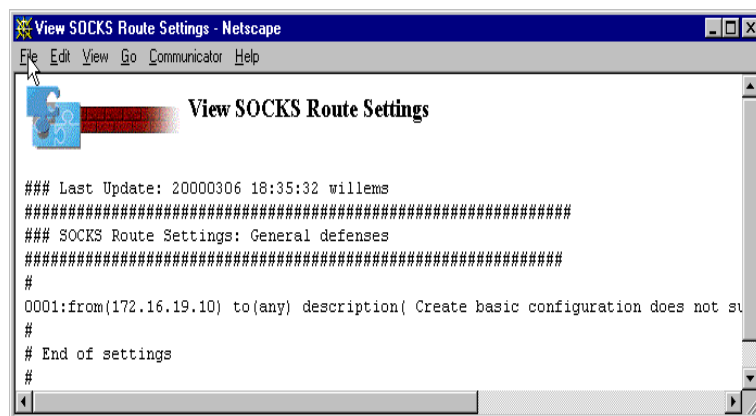 View SOCKS Route Settings - Netscape
File Edit View Go Communicator Help
View SOCKS Route Settings
### Last Update: 20000306 18:35:32 willems
###############################################################
### SOCKS Route Settings: General defenses
##############################################################
#
0001:from(172.16.19.10) to(any) description( Create basic configuration does not
#
# End of settings
#